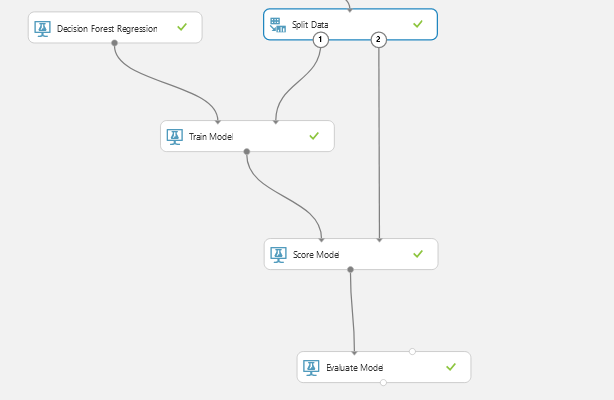 Decision Forest Regression
Split Data
1
2
Train Model
Score Model
Evaluate Model